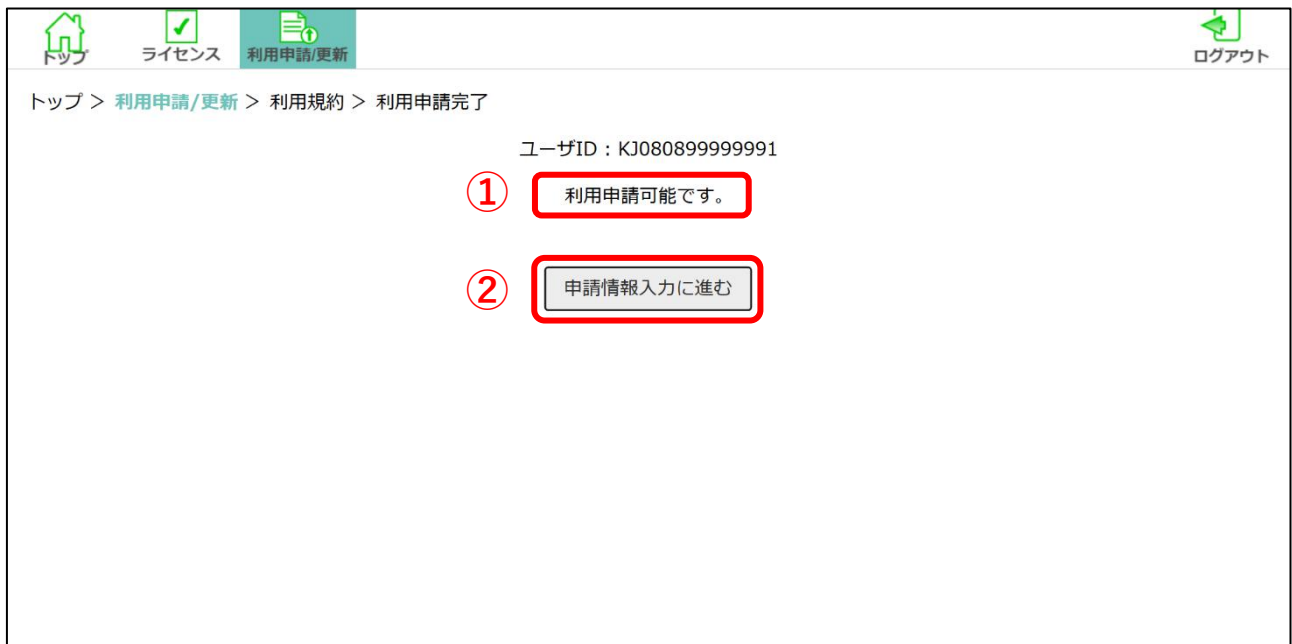 トップ ライセンス 利用申請/更新 ログアウト
トップ ＞ 利用申請/更新 ＞ 利用規約 ＞ 利用申請完了
ユーザID：KJ080899999991
① 利用申請可能です。
② 申請情報入力に進む